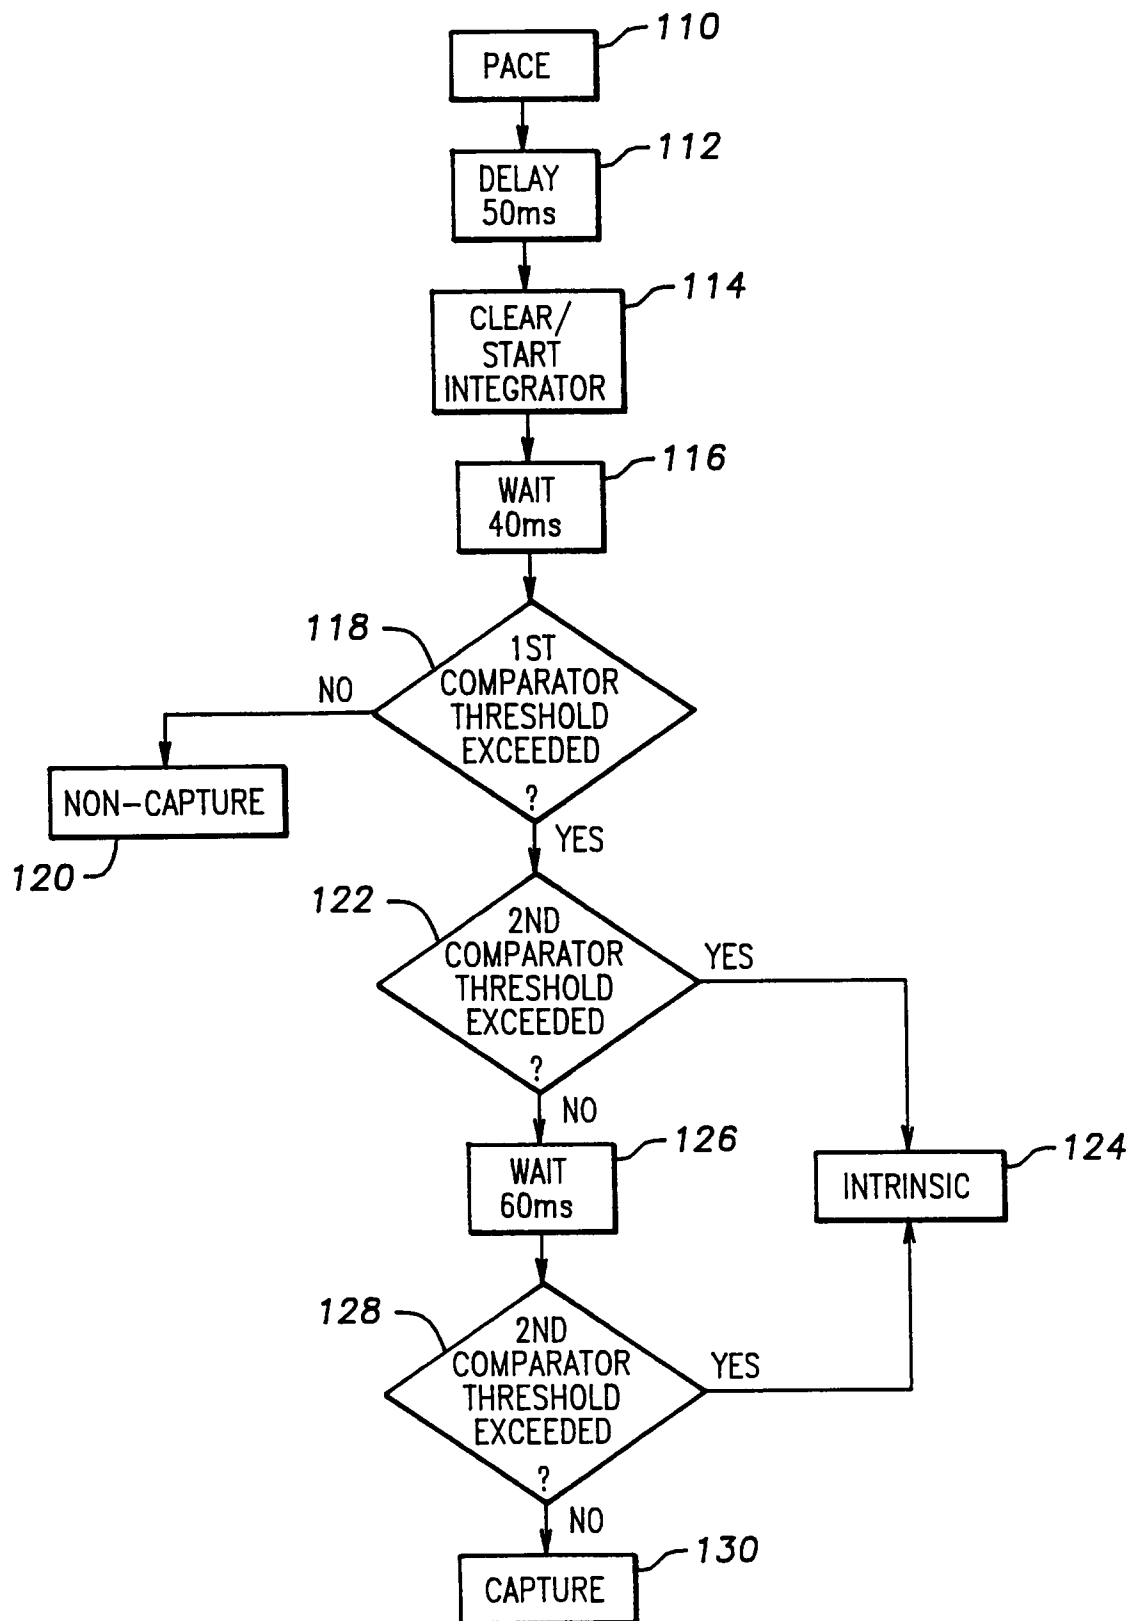 110
PACE
112
DELAY
50ms
114
CLEAR/
START
INTEGRATOR
116
WAIT
40ms
118
1ST
COMPARATOR
THRESHOLD
EXCEEDED
?
NO
YES
NON-CAPTURE
120
122
2ND
COMPARATOR
THRESHOLD
EXCEEDED
?
YES
NO
126
WAIT
60ms
124
INTRINSIC
128
2ND
COMPARATOR
THRESHOLD
EXCEEDED
?
YES
NO
130
CAPTURE